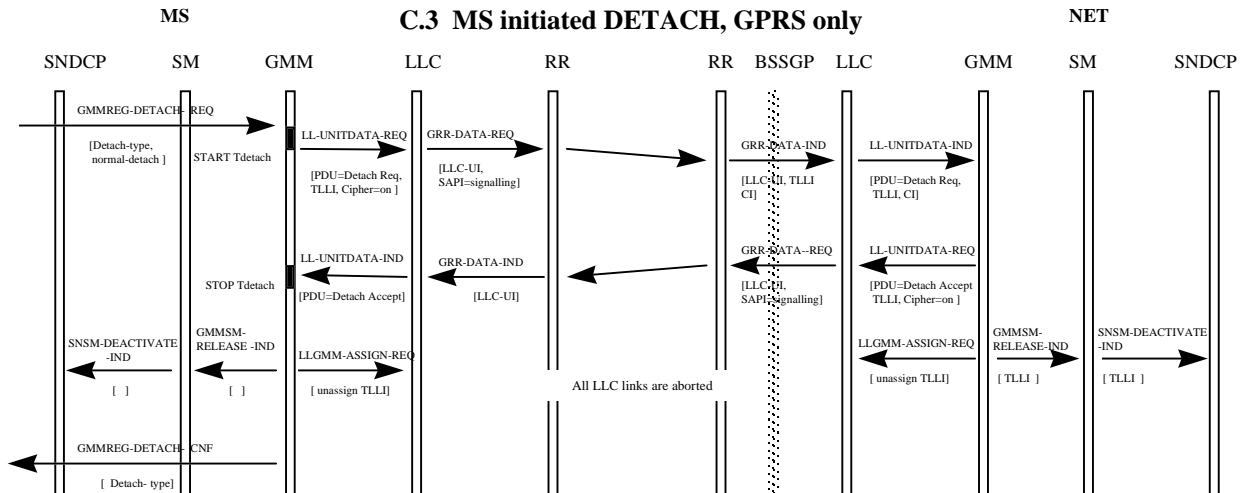 MS
C.3 MS initiated DETACH, GPRS only
NET
SNDCP SM GMM LLC RR RR BSSGP LLC GMM SM SNDCP
GMMREG-DETACH- REQ
[Detach-type,
normal-detach ]
START Tdetach
LL-UNITDATA-REQ
[PDU=Detach Req,
TLLI, Cipher=on ]
GRR-DATA-REQ
[LLC-UI,
SAPI=signalling]
GRR-DATA-IND
[LLC-UI, TLLI
CI]
LL-UNITDATA-IND
[PDU=Detach Req,
TLLI, CI]
LL-UNITDATA-IND
STOP Tdetach
[PDU=Detach Accept]
GRR-DATA-IND
[LLC-UI]
GRR-DATA--REQ
[LLC-UI,
SAPI=signalling]
LL-UNITDATA-REQ
[PDU=Detach Accept
TLLI, Cipher=on ]
SNSM-DEACTIVATE
-IND
[ ]
GMMSM-
RELEASE -IND
[ ]
LLGMM-ASSIGN-REQ
[ unassign TLLI]
All LLC links are aborted
LLGMM-ASSIGN-REQ
[ unassign TLLI]
GMMSM-
RELEASE-IND
[ TLLI ]
SNSM-DEACTIVATE
-IND
[ TLLI ]
GMMREG-DETACH- CNF
[ Detach- type]